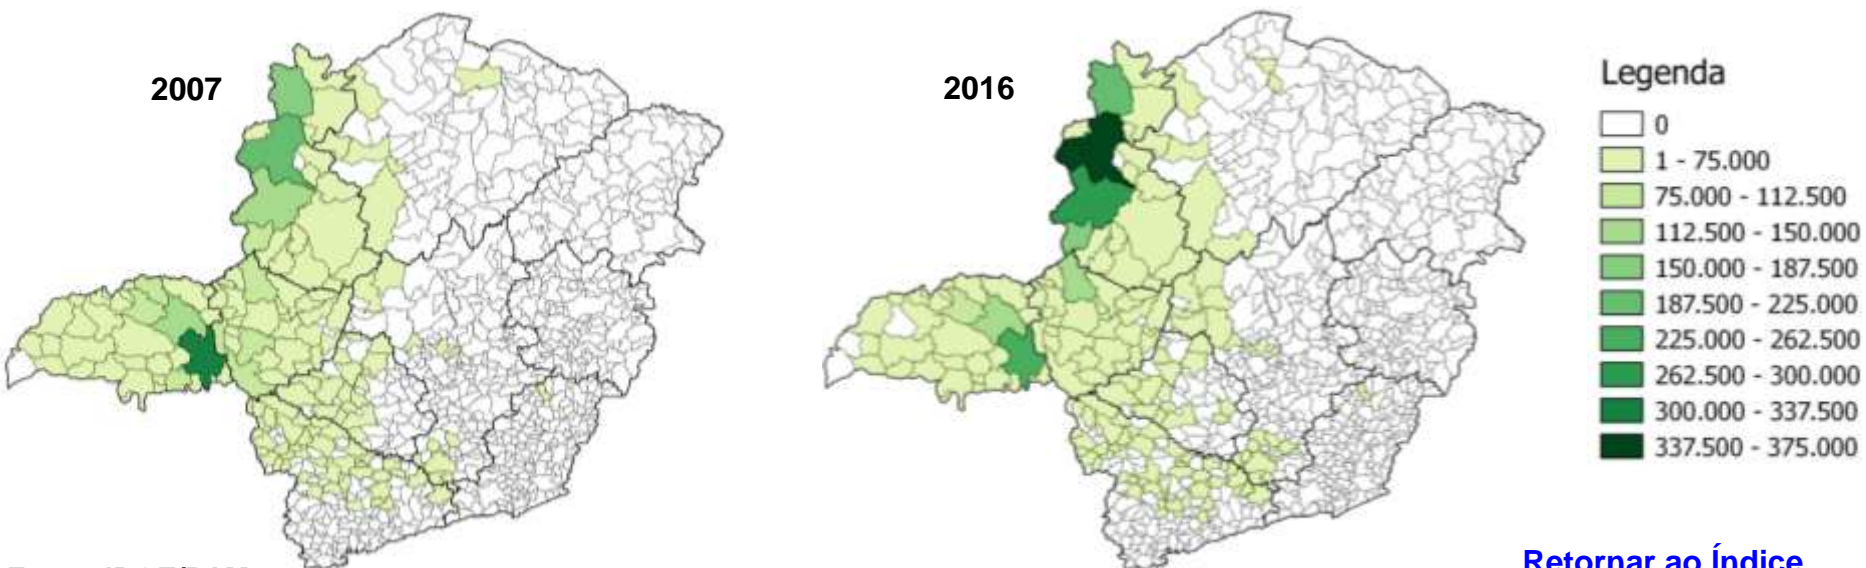 2007
2016
Legenda
0
1 - 75.000
75.000 - 112.500
112.500 - 150.000
150.000 - 187.500
187.500 - 225.000
225.000 - 262.500
262.500 - 300.000
300.000 - 337.500
337.500 - 375.000
Retornar ao Índice